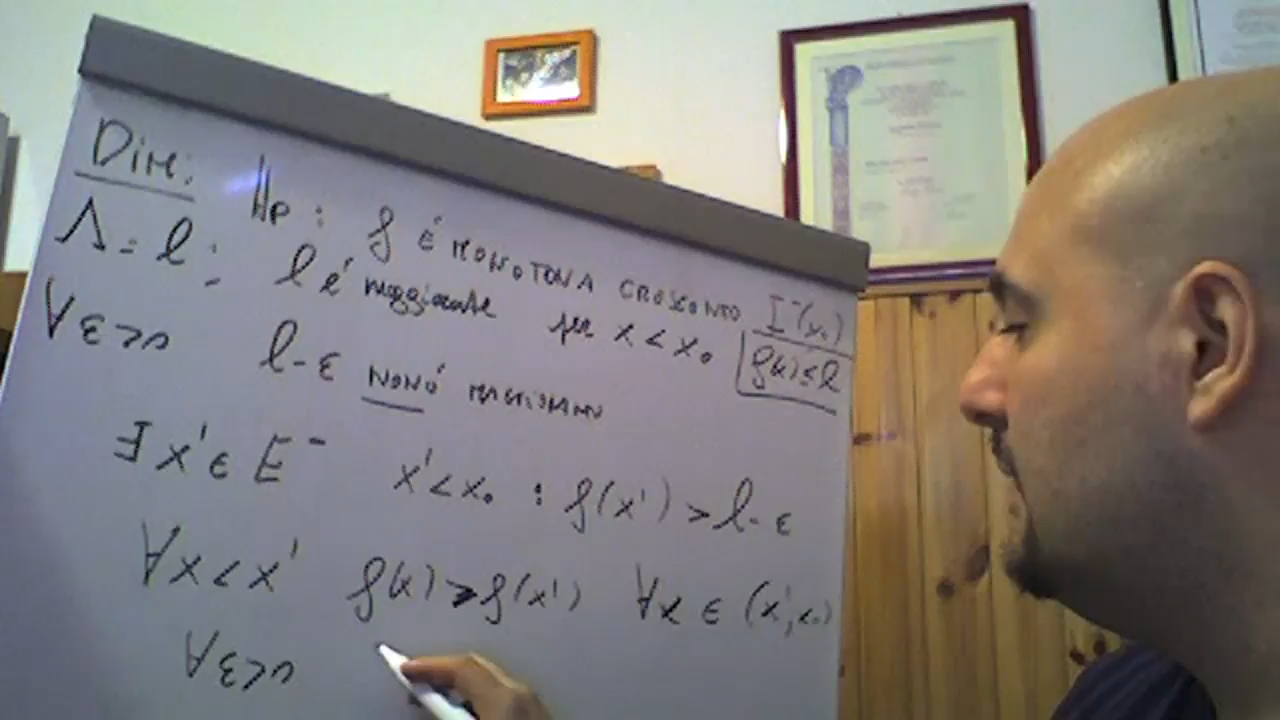 Dim: Hp: f é MONOTONA CRESCENTE I⁻(x₀)
Λ = l: l é maggiorante per x < x₀ f(x) ≤ l
∀ε>0 l-ε NON é MAGGIORANTE
∃ x' ∈ E⁻ x' < x₀ : f(x') > l-ε
∀x < x' f(x) > f(x') ∀x ∈ (x', x₀)
∀ε>0